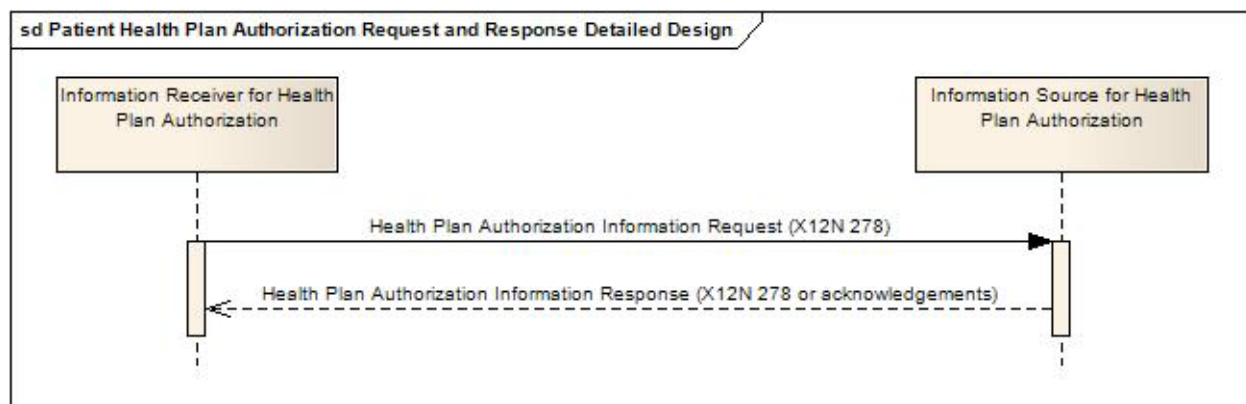 sd Patient Health Plan Authorization Request and Response Detailed Design
Information Receiver for Health
Plan Authorization
Information Source for Health
Plan Authorization
Health Plan Authorization Information Request (X12N 278)
Health Plan Authorization Information Response (X12N 278 or acknowledgements)